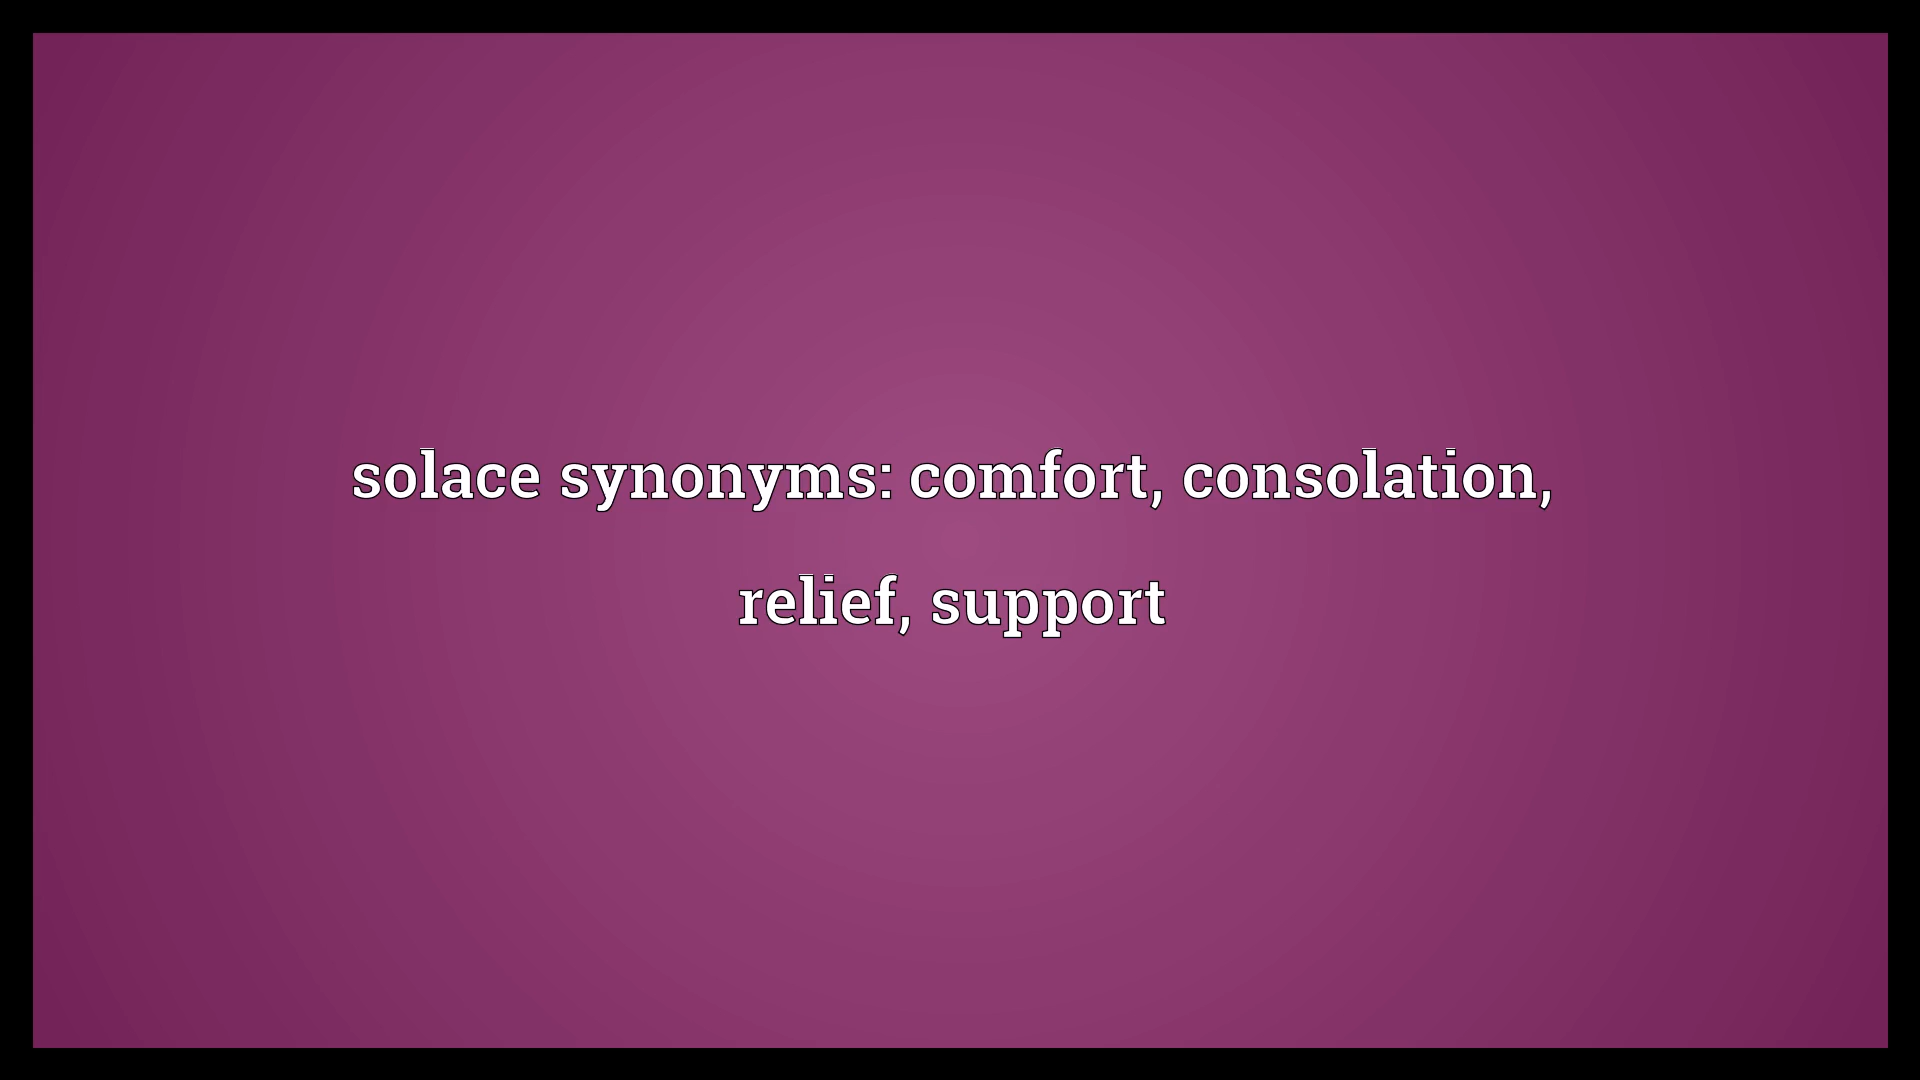 solace synonyms: comfort, consolation,
relief, support